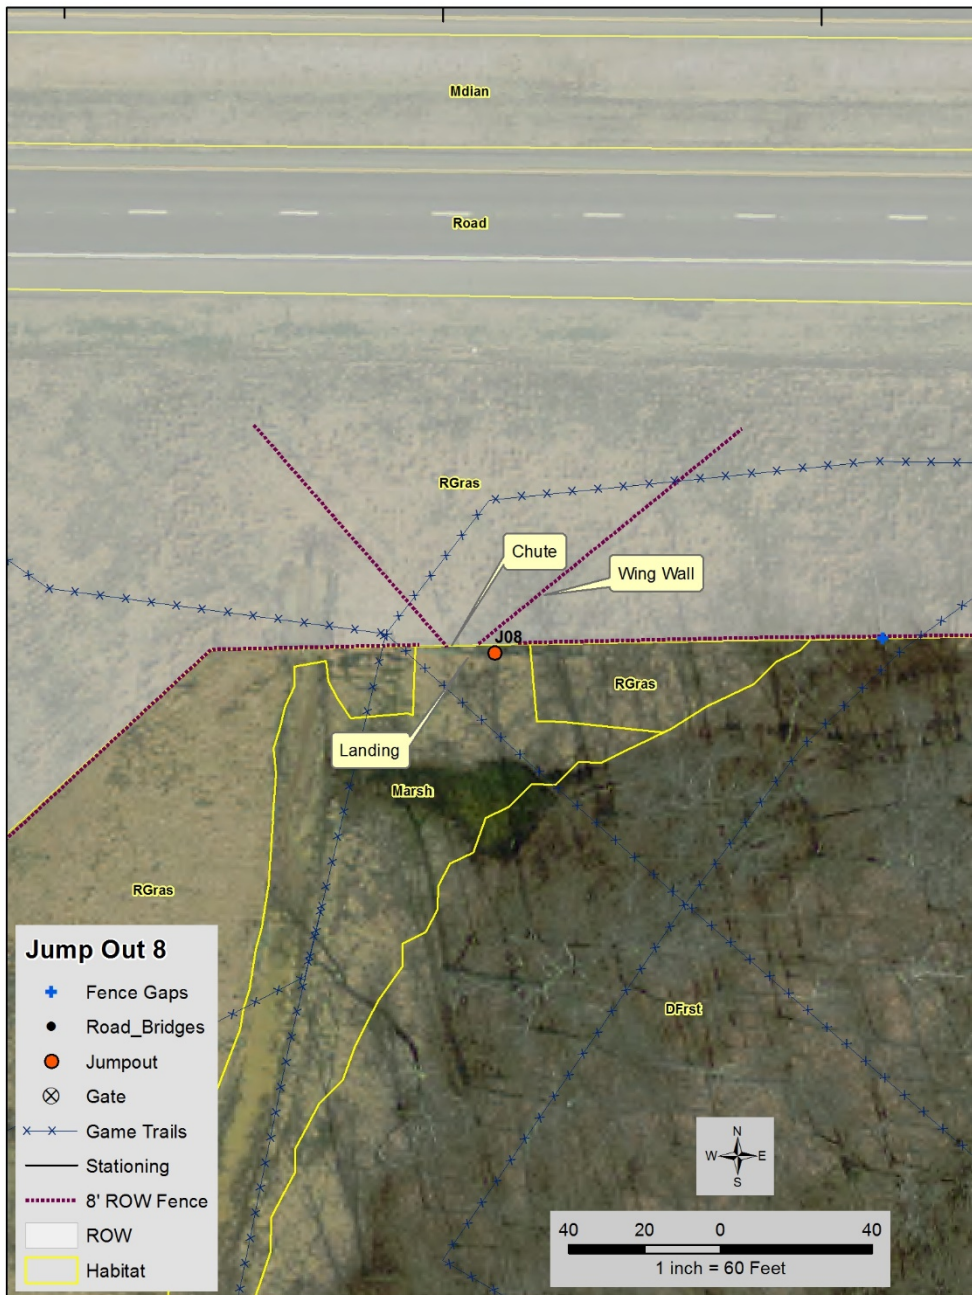 Mdian
Road
RGras
Chute
Wing Wall
J08
RGras
Landing
Marsh
RGras
DFrst
Jump Out 8
Fence Gaps
Road_Bridges
Jumpout
Gate
Game Trails
Stationing
8' ROW Fence
ROW
Habitat
N
W E
S
40 20 0 40
1 inch = 60 Feet